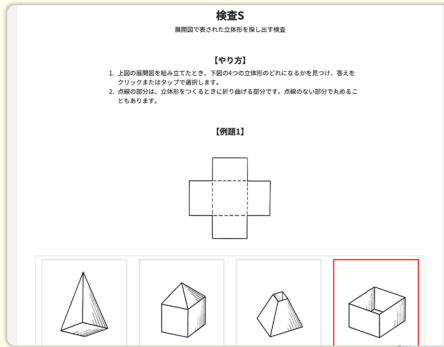 検査S
展開図で表された立体形を探し出す検査
【やり方】
1. 上図の展開図を組み立てたとき、下図の4つの立体形のどれになるかを見つけ、答えを
クリックまたはタップで選択します。
2. 点線の部分は、立体形をつくるときに折り曲げる部分です。点線のない部分で丸めるこ
ともあります。
【例題1】